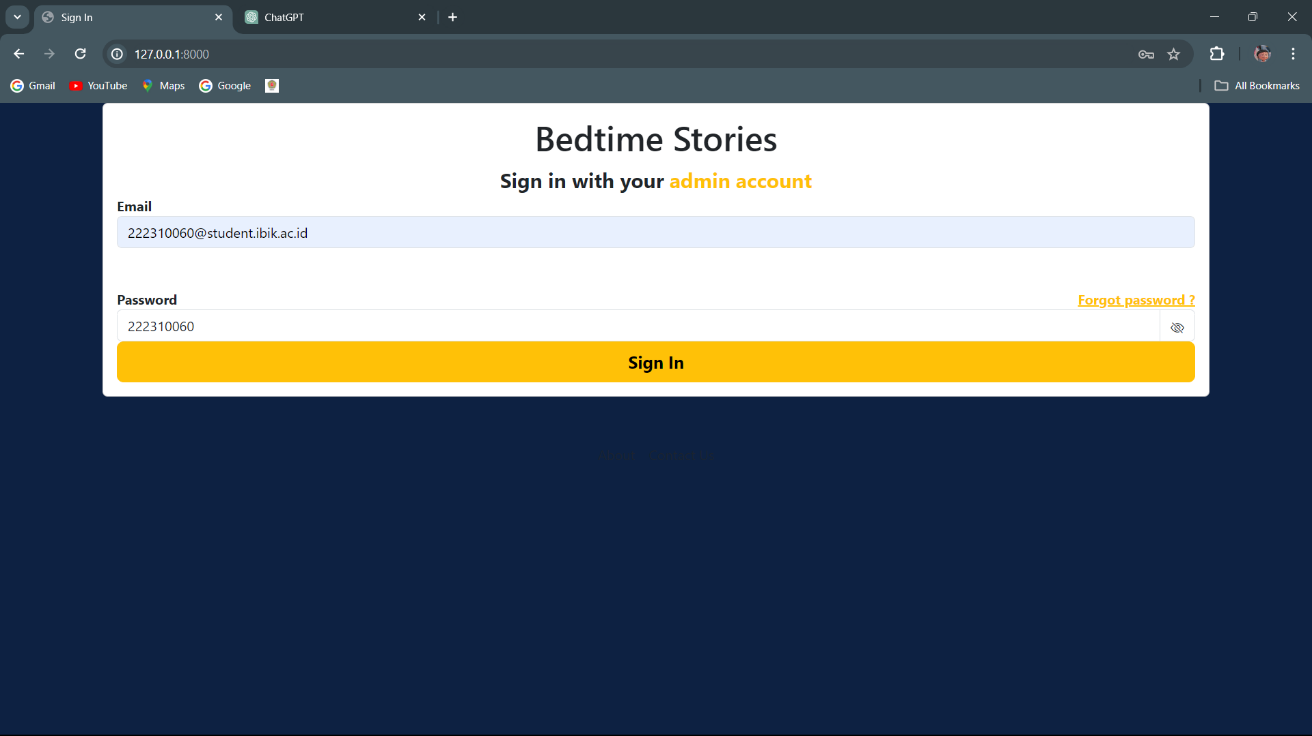 Sign In
ChatGPT
127.0.0.1:8000
Gmail YouTube Maps Google All Bookmarks
Bedtime Stories
Sign in with your admin account
Email
222310060@student.ibik.ac.id
Password Forgot password ?
222310060
Sign In